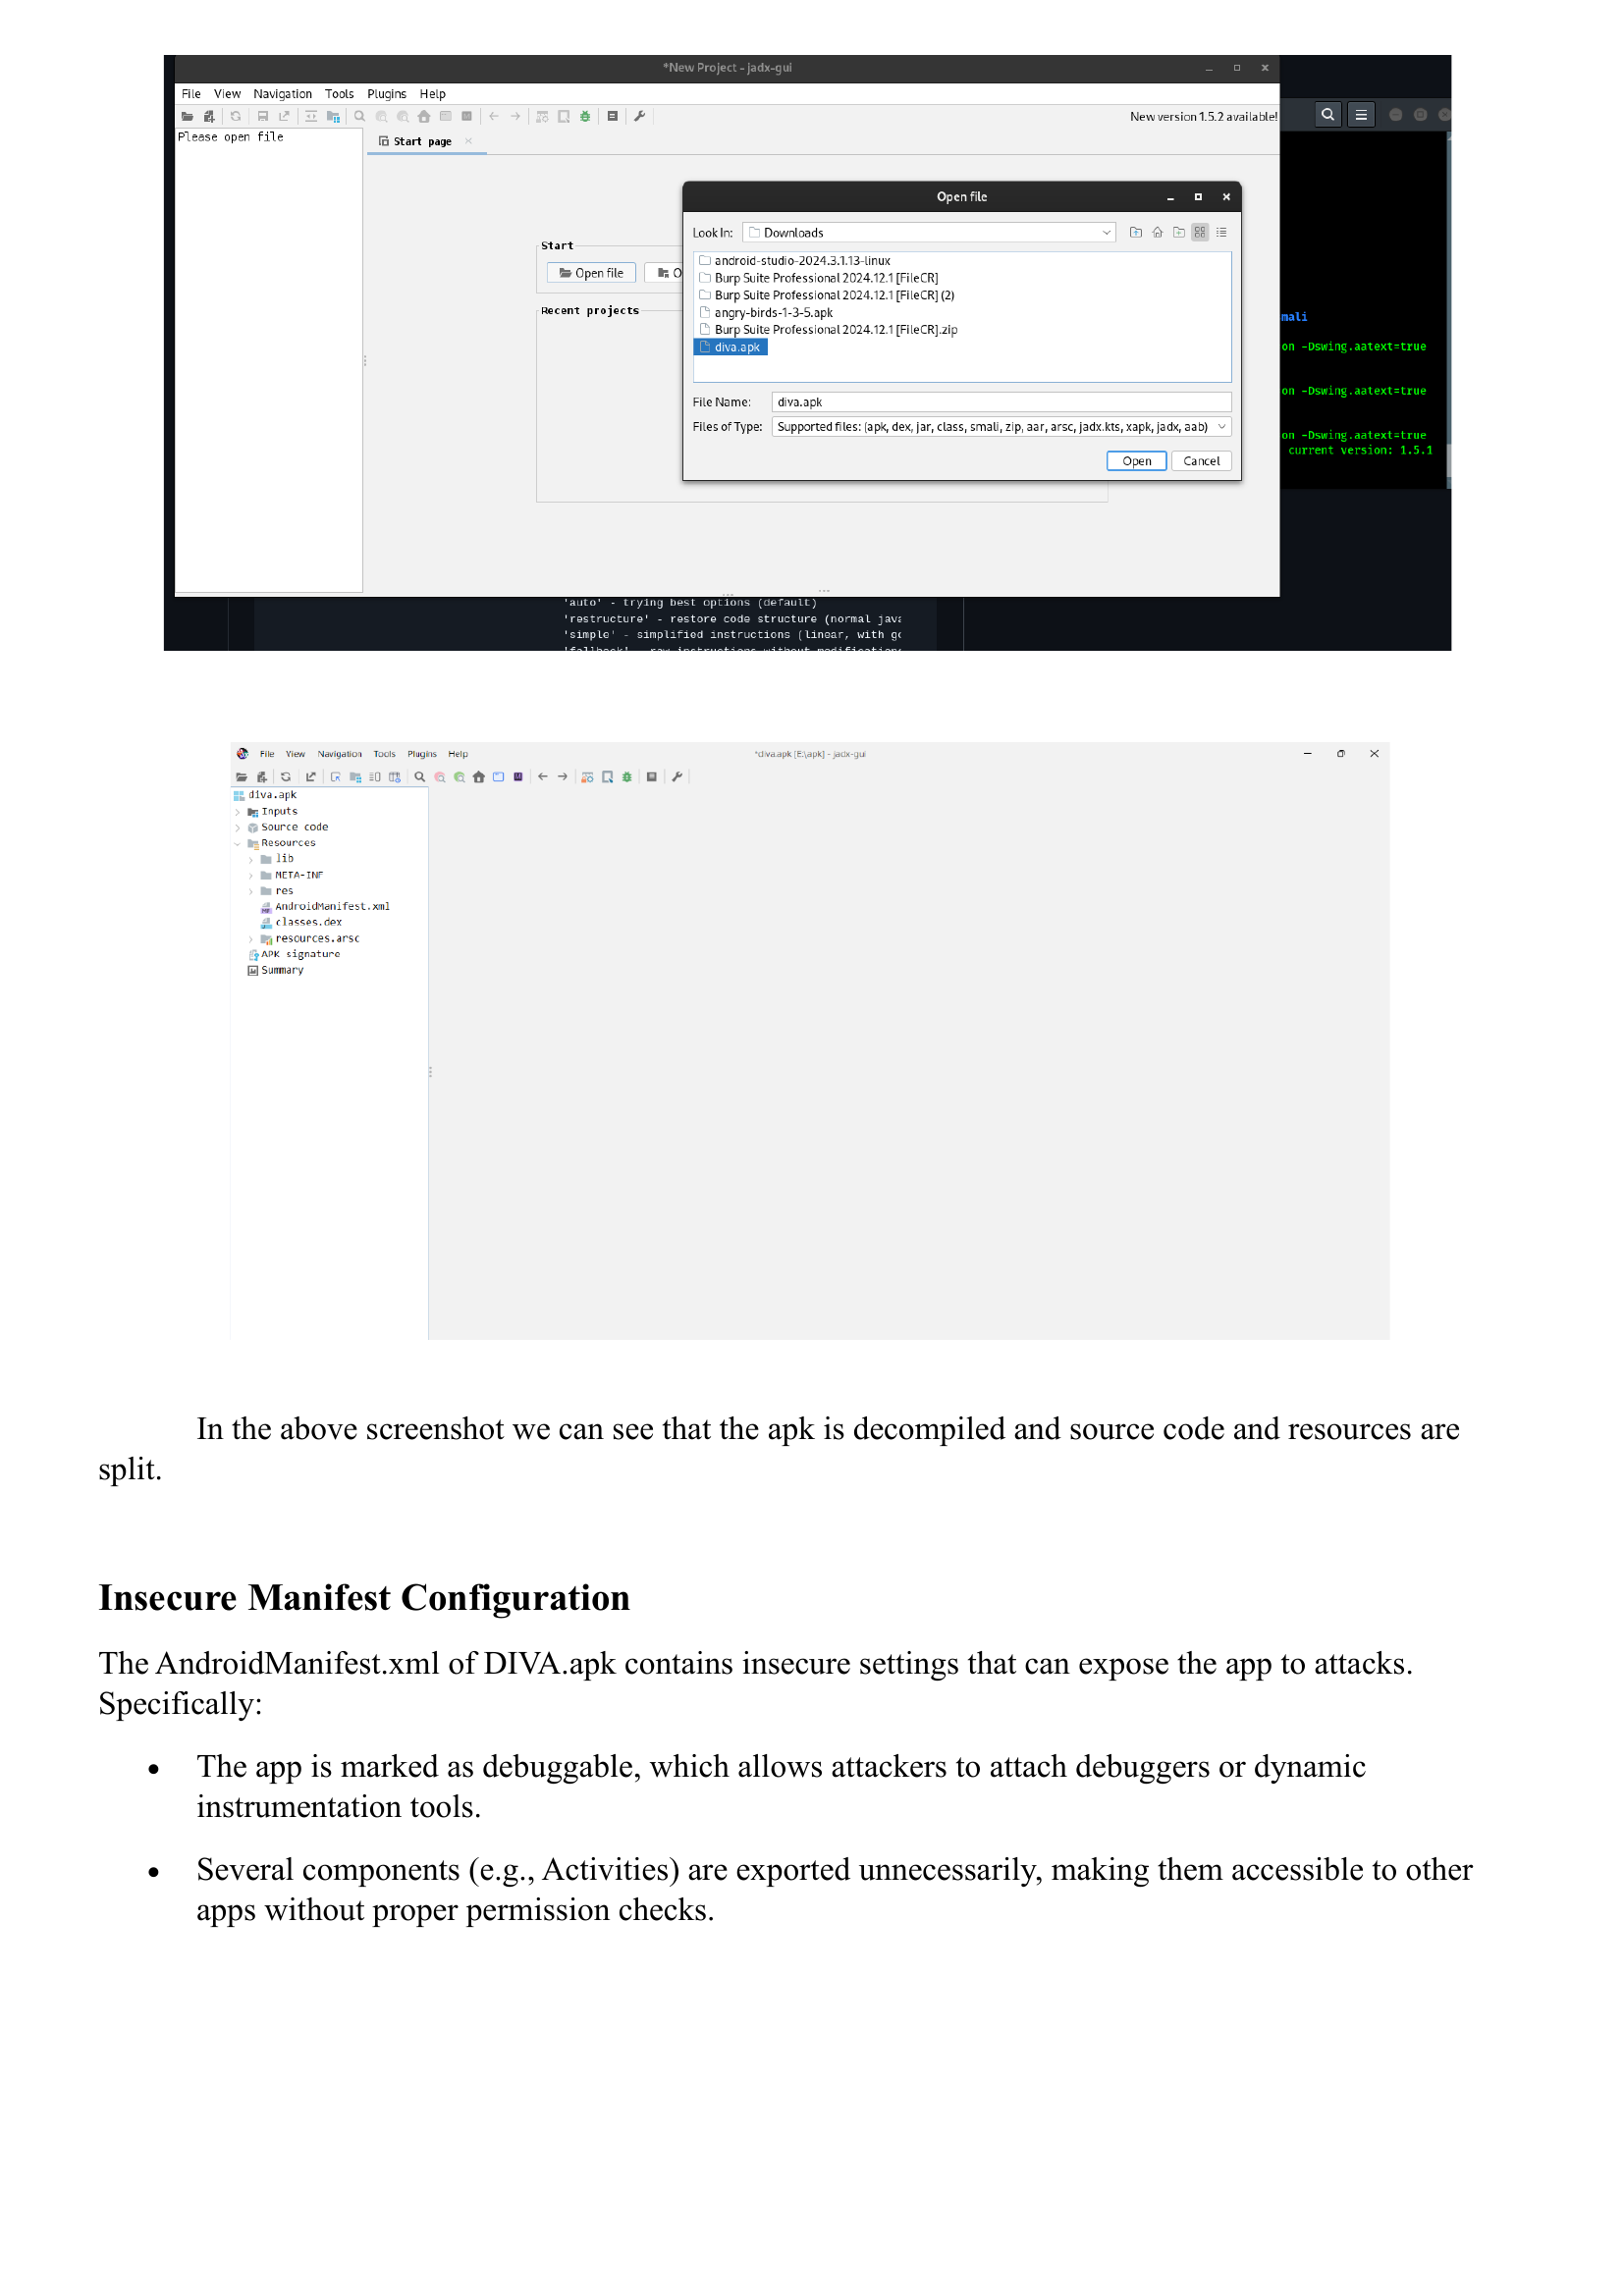 *New Project - jadx-gui
File View Navigation Tools Plugins Help
New version 1.5.2 available!
Please open file
Start page
Open file
Look In: Downloads
android-studio-2024.3.1.13-linux
Burp Suite Professional 2024.12.1 [FileCR]
Burp Suite Professional 2024.12.1 [FileCR] (2)
angry-birds-1-3-5.apk
Burp Suite Professional 2024.12.1 [FileCR].zip
diva.apk
File Name: diva.apk
Files of Type: Supported files: (apk, dex, jar, class, smali, zip, aar, arsc, jadx.kts, xapk, jadx, aab)
Open Cancel
Start
Open file
Recent projects
mali
on -Dswing.aatext=true
on -Dswing.aatext=true
on -Dswing.aatext=true
current version: 1.5.1
'auto' - trying best options (default)
'restructure' - restore code structure (normal java
'simple' - simplified instructions (linear, with go
'fallback' - raw instructions without modifications
File View Navigation Tools Plugins Help
*diva.apk [E:\apk] - jadx-gui
diva.apk
Inputs
Source code
Resources
lib
META-INF
res
AndroidManifest.xml
classes.dex
resources.arsc
APK signature
Summary
In the above screenshot we can see that the apk is decompiled and source code and resources are
split.
Insecure Manifest Configuration
The AndroidManifest.xml of DIVA.apk contains insecure settings that can expose the app to attacks.
Specifically:
• The app is marked as debuggable, which allows attackers to attach debuggers or dynamic
instrumentation tools.
• Several components (e.g., Activities) are exported unnecessarily, making them accessible to other
apps without proper permission checks.